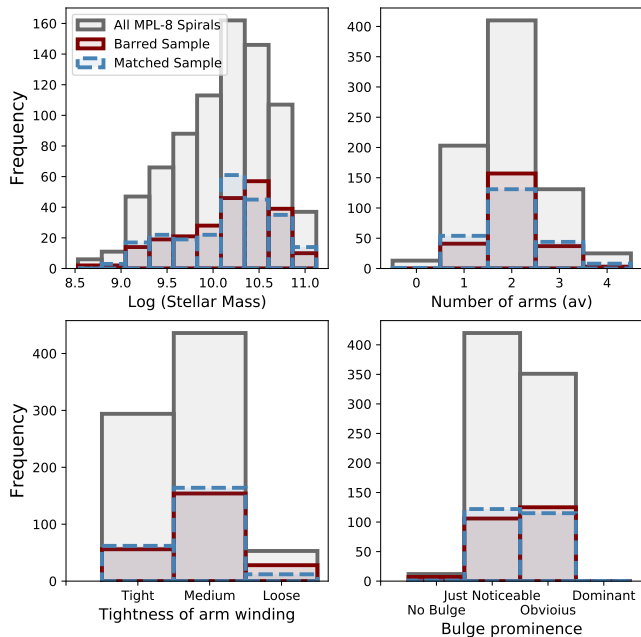 All MPL-8 Spirals
Barred Sample
Matched Sample
Frequency
160
140
120
100
80
60
40
20
0
8.5 9.0 9.5 10.0 10.5 11.0
Log (Stellar Mass)
400
350
300
250
200
150
100
50
0
0 1 2 3 4
Number of arms (av)
Frequency
400
300
200
100
0
Tight Medium Loose
Tightness of arm winding
400
350
300
250
200
150
100
50
0
Just Noticeable Dominant
No Bulge Obvioius
Bulge prominence